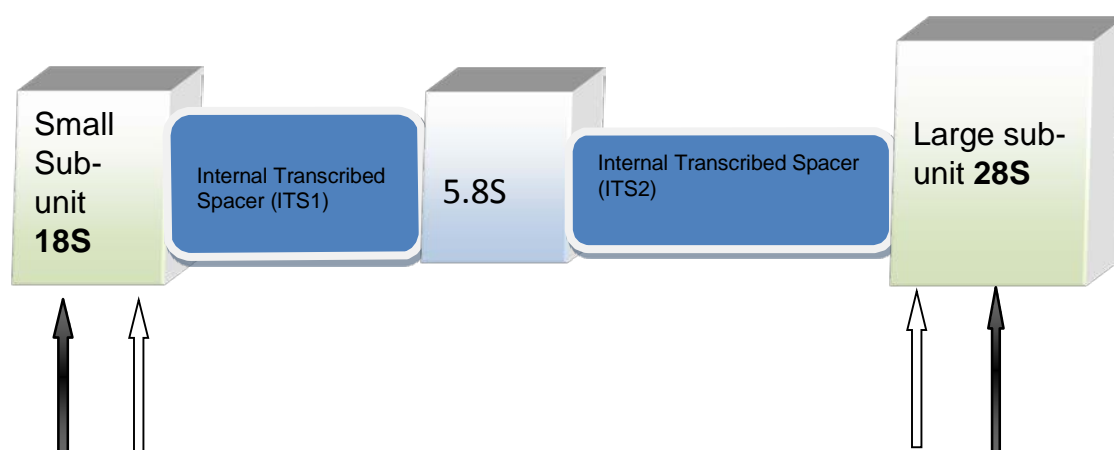 Small
Sub-
unit
18S
Internal Transcribed
Spacer (ITS1)
5.8S
Internal Transcribed Spacer
(ITS2)
Large sub-
unit 28S